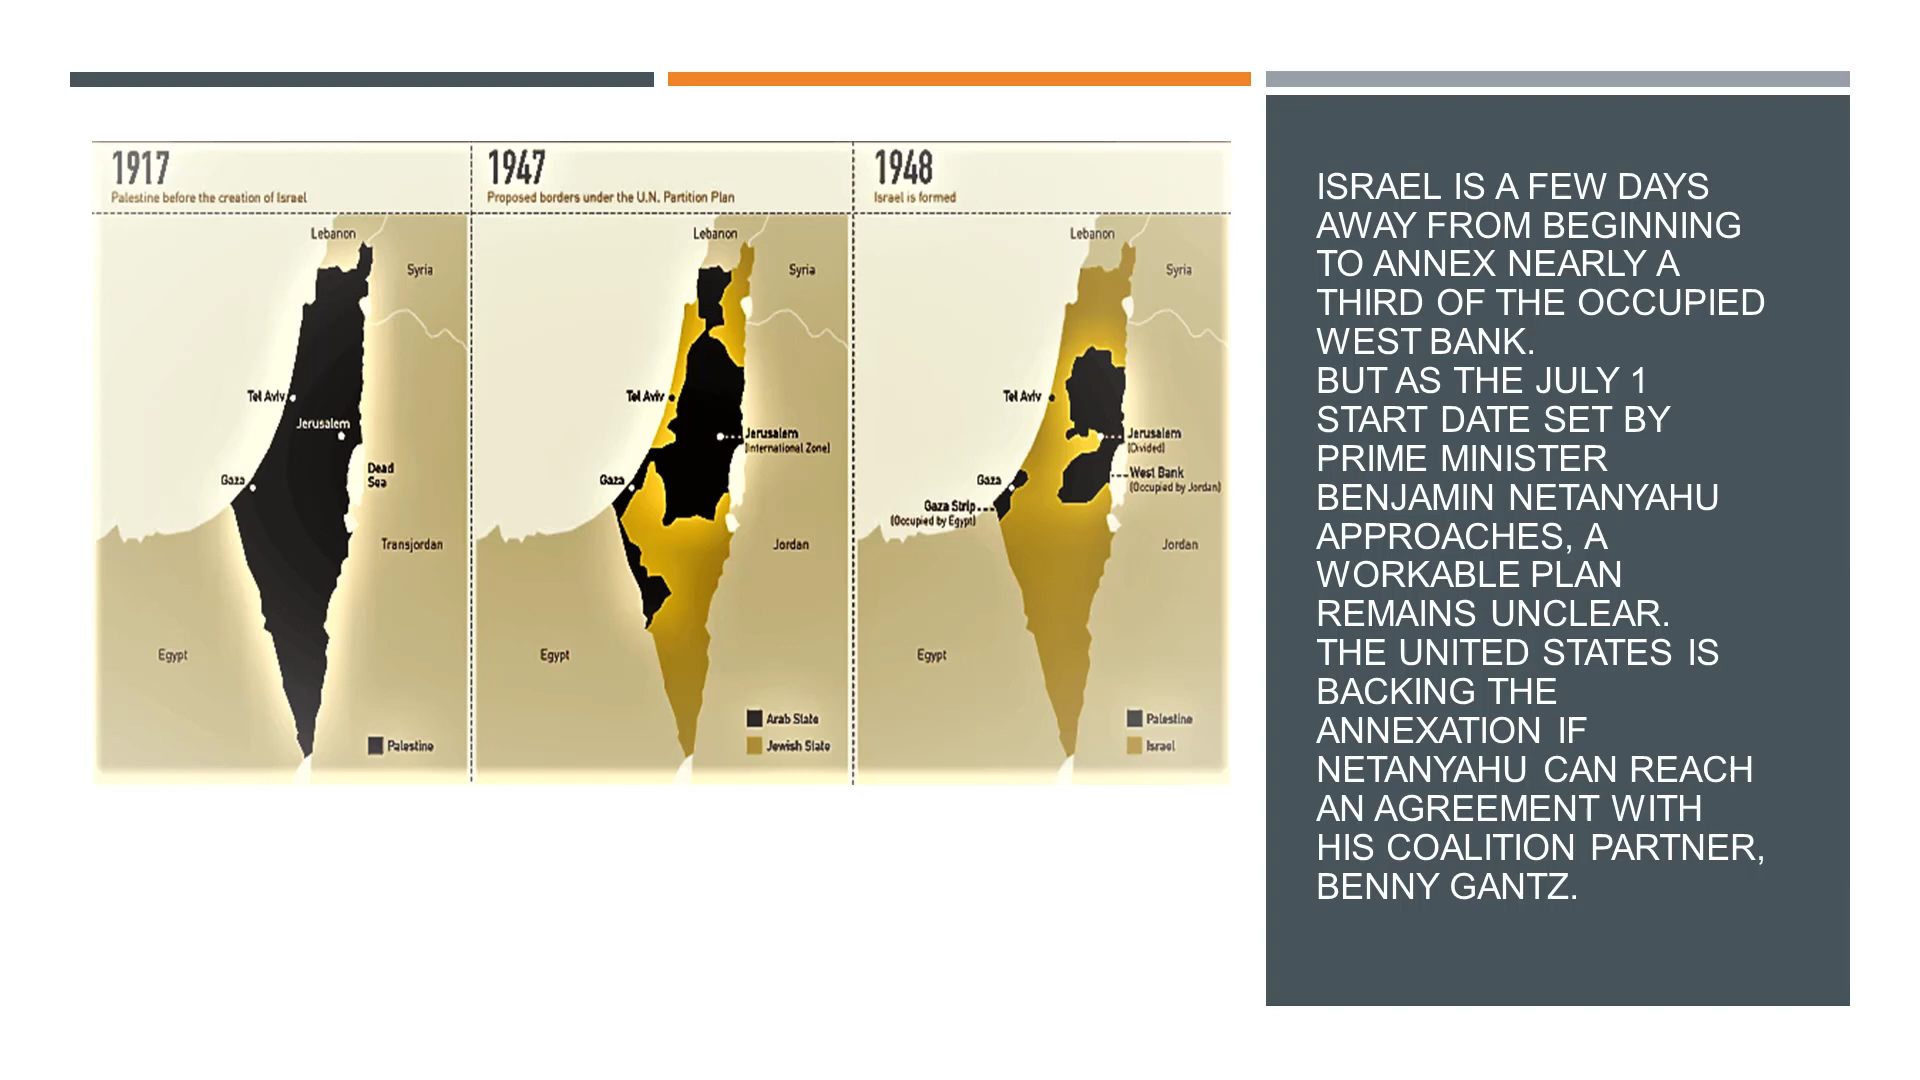 1917
Palestine before the creation of Israel
Lebanon
Syria
Tel Aviv
Jerusalem
Gaza
Dead
Sea
Transjordan
Egypt
Palestine
1947
Proposed borders under the U.N. Partition Plan
Lebanon
Syria
Tel Aviv
Jerusalem
(International Zone)
Gaza
Jordan
Egypt
Arab State
Jewish State
1948
Israel is formed
Lebanon
Syria
Tel Aviv
Jerusalem
(Divided)
West Bank
(Occupied by Jordan)
Gaza
Gaza Strip
(Occupied by Egypt)
Jordan
Egypt
Palestine
Israel
ISRAEL IS A FEW DAYS
AWAY FROM BEGINNING
TO ANNEX NEARLY A
THIRD OF THE OCCUPIED
WEST BANK.
BUT AS THE JULY 1
START DATE SET BY
PRIME MINISTER
BENJAMIN NETANYAHU
APPROACHES, A
WORKABLE PLAN
REMAINS UNCLEAR.
THE UNITED STATES IS
BACKING THE
ANNEXATION IF
NETANYAHU CAN REACH
AN AGREEMENT WITH
HIS COALITION PARTNER,
BENNY GANTZ.